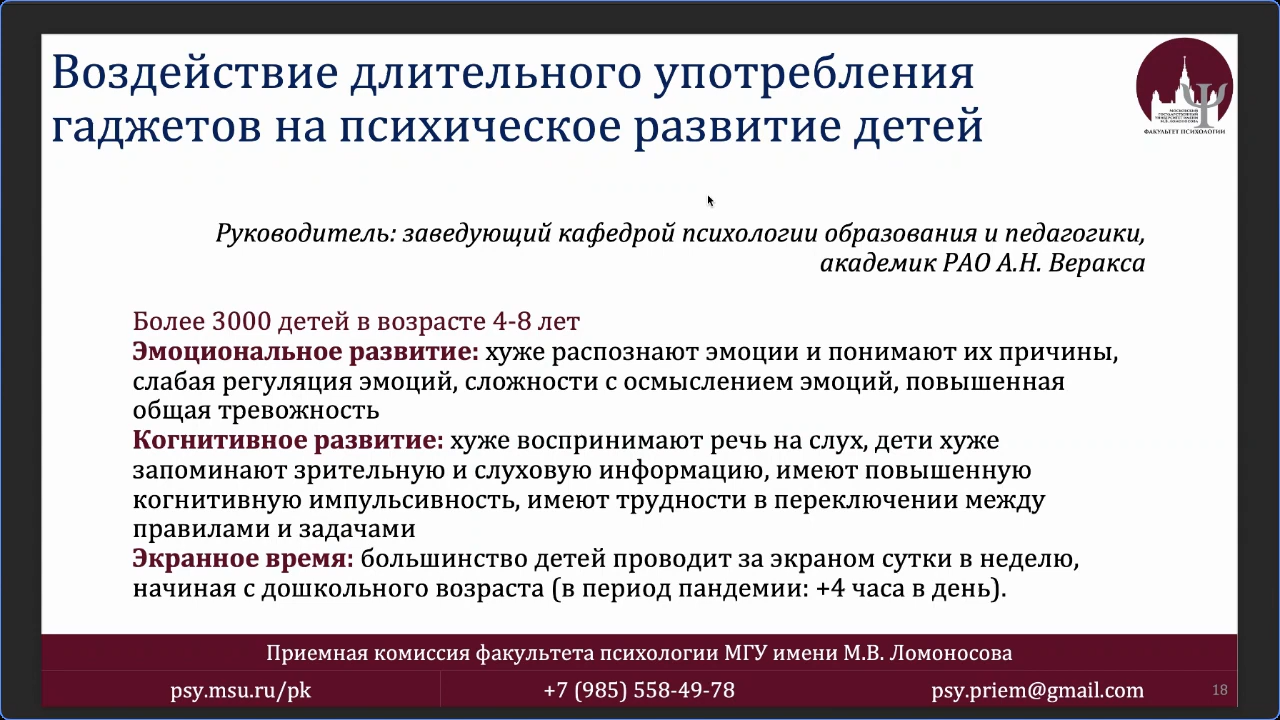 Воздействие длительного употребления
гаджетов на психическое развитие детей
МОСКОВСКИЙ
ГОСУДАРСТВЕННЫЙ
УНИВЕРСИТЕТ ИМЕНИ
М.В. ЛОМОНОСОВА
ФАКУЛЬТЕТ ПСИХОЛОГИИ
Руководитель: заведующий кафедрой психологии образования и педагогики,
академик РАО А.Н. Веракса
Более 3000 детей в возрасте 4-8 лет
Эмоциональное развитие: хуже распознают эмоции и понимают их причины,
слабая регуляция эмоций, сложности с осмыслением эмоций, повышенная
общая тревожность
Когнитивное развитие: хуже воспринимают речь на слух, дети хуже
запоминают зрительную и слуховую информацию, имеют повышенную
когнитивную импульсивность, имеют трудности в переключении между
правилами и задачами
Экранное время: большинство детей проводит за экраном сутки в неделю,
начиная с дошкольного возраста (в период пандемии: +4 часа в день).
Приемная комиссия факультета психологии МГУ имени М.В. Ломоносова
psy.msu.ru/pk
+7 (985) 558-49-78
psy.priem@gmail.com
18